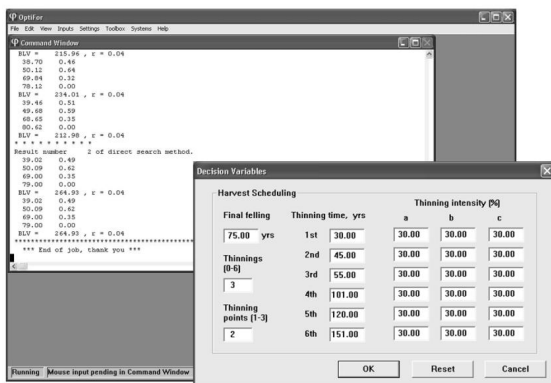 OptiFor
File Edit View Inputs Settings Toolbox Systems Help
Command Window
BLV = 215.96 , r = 0.04
38.70 0.46
50.12 0.64
69.84 0.32
78.12 0.00
BLV = 234.01 , r = 0.04
39.46 0.51
49.68 0.59
68.65 0.35
80.62 0.00
BLV = 212.98 , r = 0.04
* * * * * * * * * *
Result number 2 of direct search method.
39.02 0.49
50.09 0.62
69.00 0.35
79.00 0.00
BLV = 264.93 , r = 0.04
39.02 0.49
50.09 0.62
69.00 0.35
79.00 0.00
BLV = 264.93 , r = 0.04
*** End of job, thank you ***
Running Mouse input pending in Command Window
Decision Variables
Harvest Scheduling
Thinning intensity (%)
Final felling Thinning time, yrs a b c
75.00 yrs 1st 30.00 30.00 30.00 30.00
Thinnings (0-6) 2nd 45.00 30.00 30.00 30.00
3 3rd 55.00 30.00 30.00 30.00
4th 101.00 30.00 30.00 30.00
Thinning points (1-3) 5th 120.00 30.00 30.00 30.00
2 6th 151.00 30.00 30.00 30.00
OK Reset Cancel